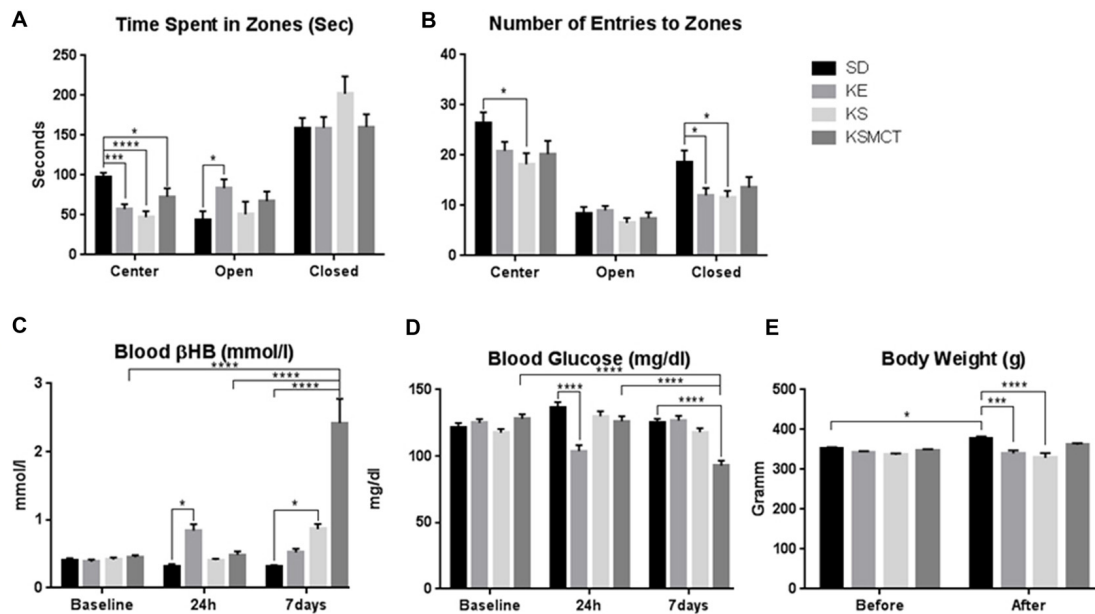 A
Time Spent in Zones (Sec)
Seconds
250
200
150
100
50
0
*
****
***
*
Center
Open
Closed
B
Number of Entries to Zones
40
30
20
10
0
*
*
*
Center
Open
Closed
SD
KE
KS
KSMCT
C
Blood βHB (mmol/l)
mmol/l
3
2
1
0
****
****
****
*
*
Baseline
24h
7days
D
Blood Glucose (mg/dl)
mg/dl
150
100
50
0
****
****
****
****
Baseline
24h
7days
E
Body Weight (g)
Gramm
500
400
300
200
100
0
*
****
***
Before
After